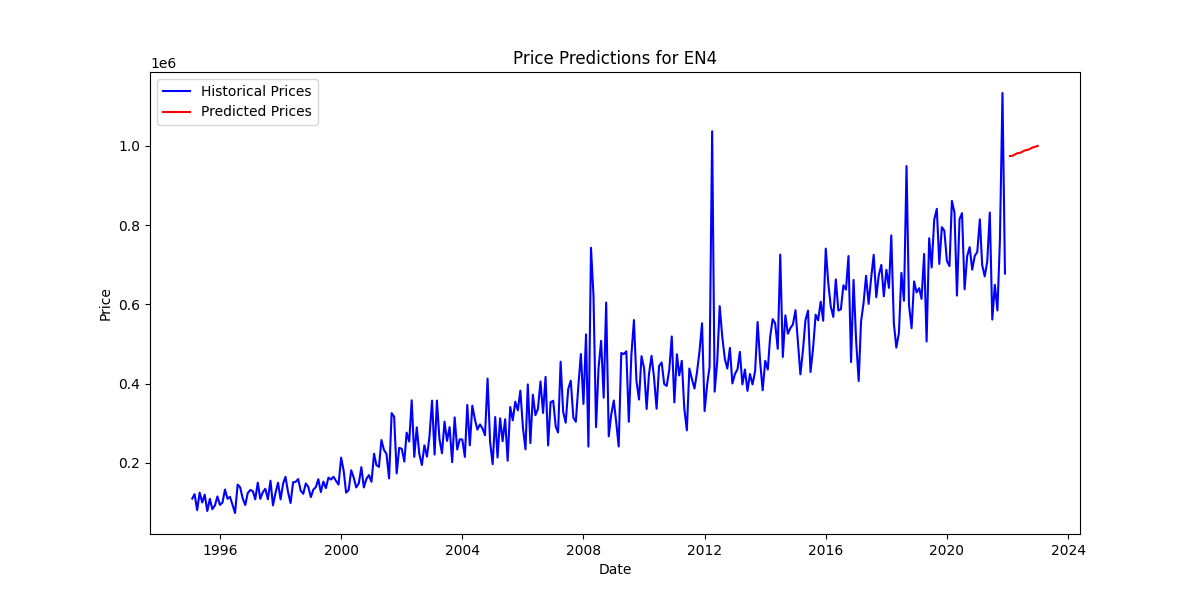 Price Predictions for EN4
1e6
Historical Prices
Predicted Prices
1.0
0.8
0.6
0.4
0.2
Price
1996 2000 2004 2008 2012 2016 2020 2024
Date